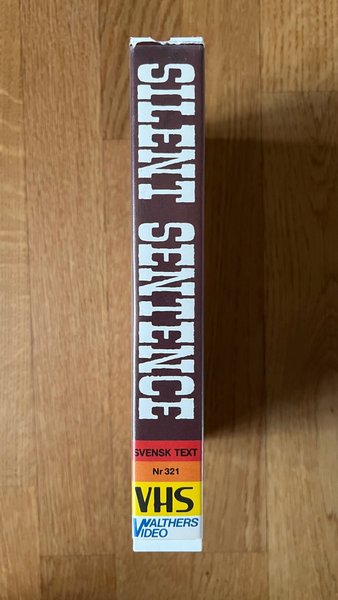 SILENT SENTENCE
SVENSK TEXT
Nr 321
VHS
WALTHERS
VIDEO